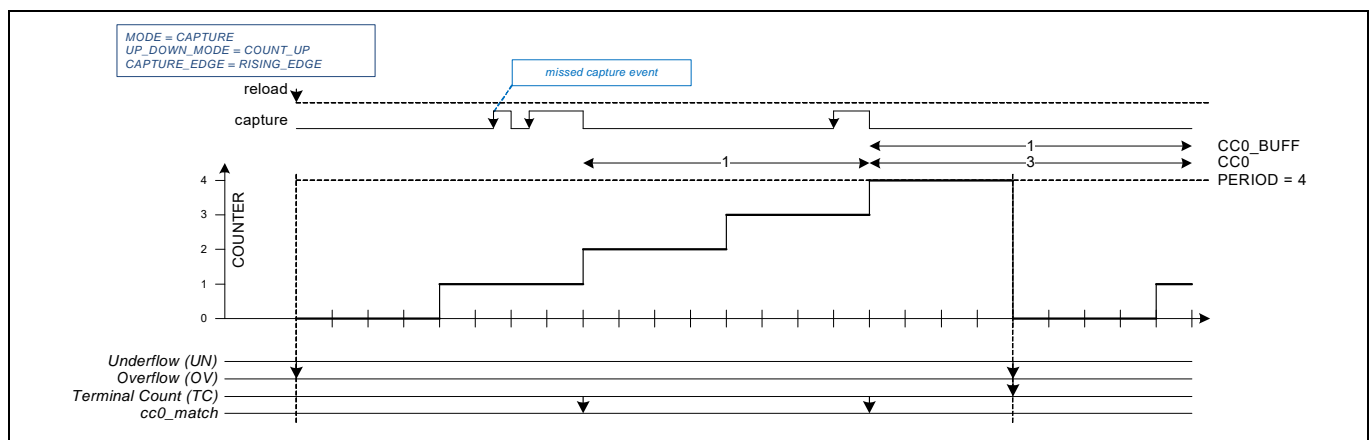 MODE = CAPTURE
UP_DOWN_MODE = COUNT_UP
CAPTURE_EDGE = RISING_EDGE
missed capture event
reload
capture
1
CC0_BUFF
1
3
CC0
PERIOD = 4
4
3
2
1
0
COUNTER
Underflow (UN)
Overflow (OV)
Terminal Count (TC)
cc0_match